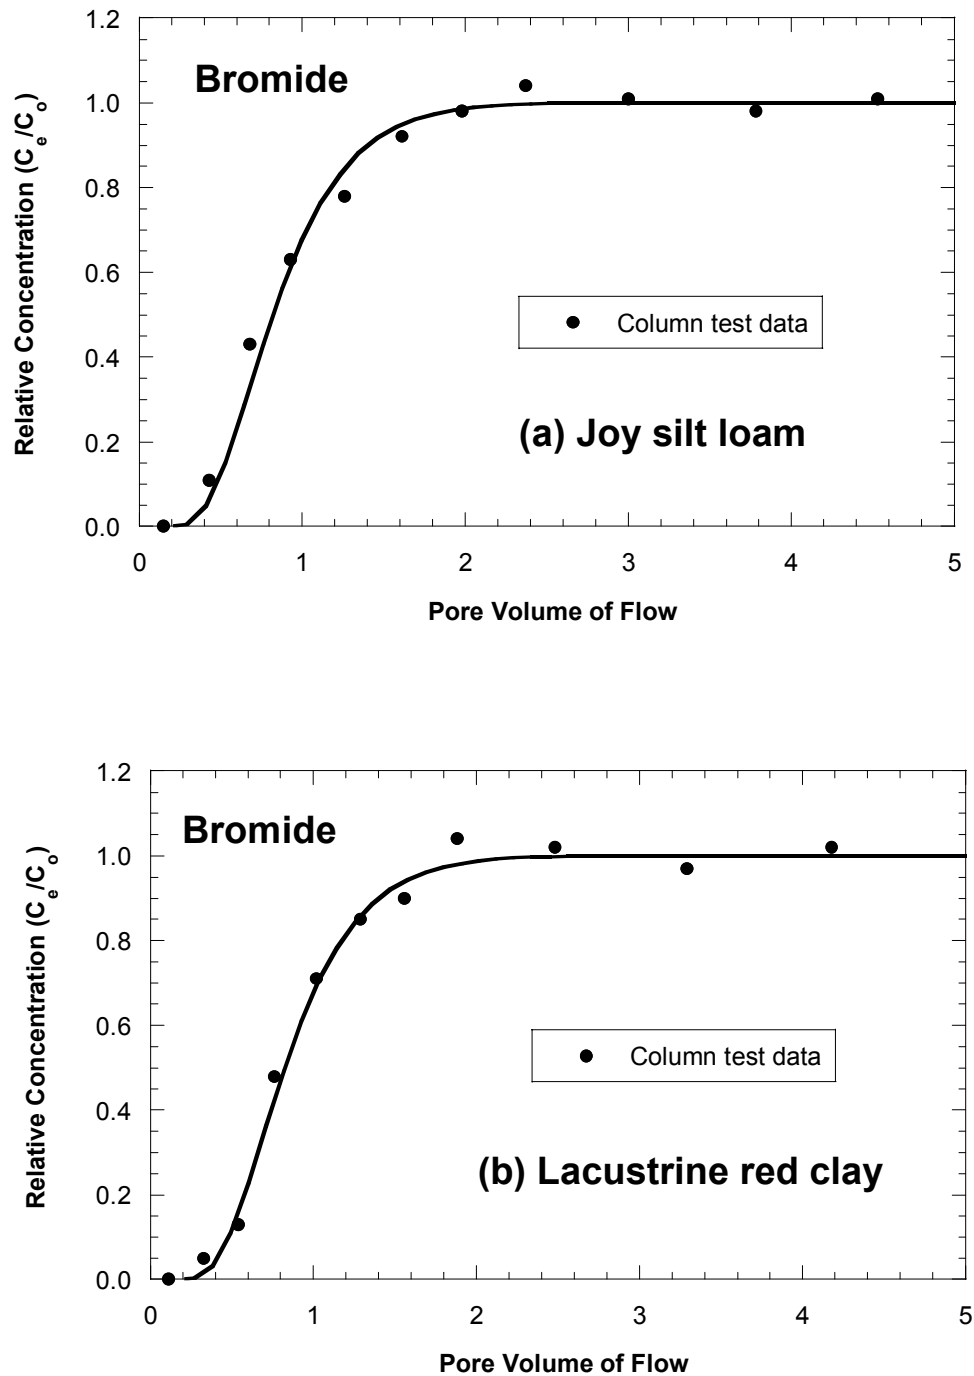 1.2
Bromide
1.0
0.8
0.6
0.4
0.2
0.0
Relative Concentration (Ce/Co)
Column test data
(a) Joy silt loam
0 1 2 3 4 5
Pore Volume of Flow
1.2
Bromide
1.0
0.8
0.6
0.4
0.2
0.0
Relative Concentration (Ce/Co)
Column test data
(b) Lacustrine red clay
0 1 2 3 4 5
Pore Volume of Flow